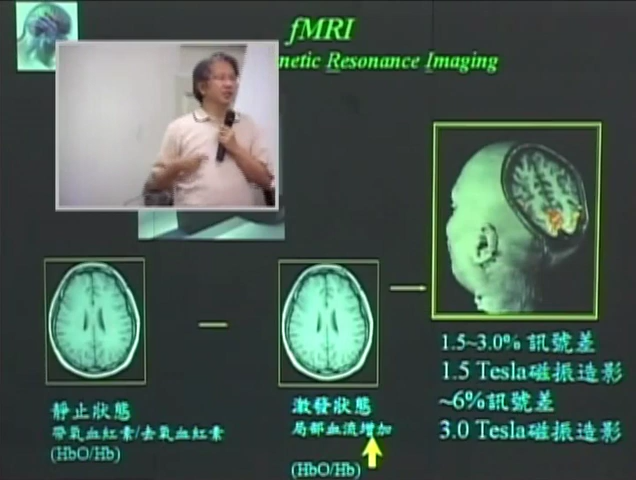 fMRI
netic Resonance Imaging
靜止狀態
帶氧血紅素/去氧血紅素
(HbO/Hb)
激發狀態
局部血流增加
(HbO/Hb)
1.5~3.0% 訊號差
1.5 Tesla磁振造影
~6%訊號差
3.0 Tesla磁振造影